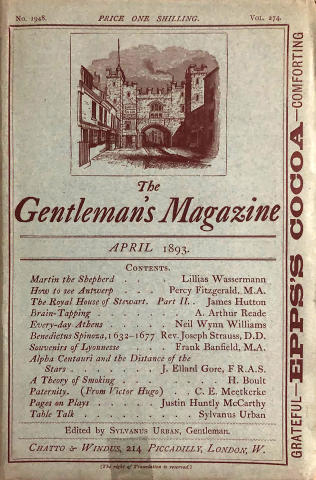 No. 1948. PRICE ONE SHILLING. VOL. 274.
The
Gentleman's Magazine
APRIL 1893.
CONTENTS.
Martin the Shepherd . . . . Lillias Wassermann
How to see Antwerp . . . Percy Fitzgerald, M.A.
The Royal House of Stewart. Part II. . James Hutton
Brain-Tapping . . . . . A. Arthur Reade
Every-day Athens . . . Neil Wynn Williams
Benedictus Spinoza, 1632–1677 Rev. Joseph Strauss, D.D.
Souvenirs of Lyonnesse . . Frank Banfield, M.A.
Alpha Centauri and the Distance of the
Stars . . . . J. Ellard Gore, F R.A.S.
A Theory of Smoking . . . . H. Boult
Paternity. (From Victor Hugo) . . C. E. Meetkerke
Pages on Plays . . . Justin Huntly McCarthy
Table Talk . . . . . Sylvanus Urban
Edited by SYLVANUS URBAN, Gentleman.
CHATTO & WINDUS, 214 PICCADILLY, LONDON, W.
(The right of Translation is reserved.)
GRATEFUL—EPPS'S COCOA—COMFORTING